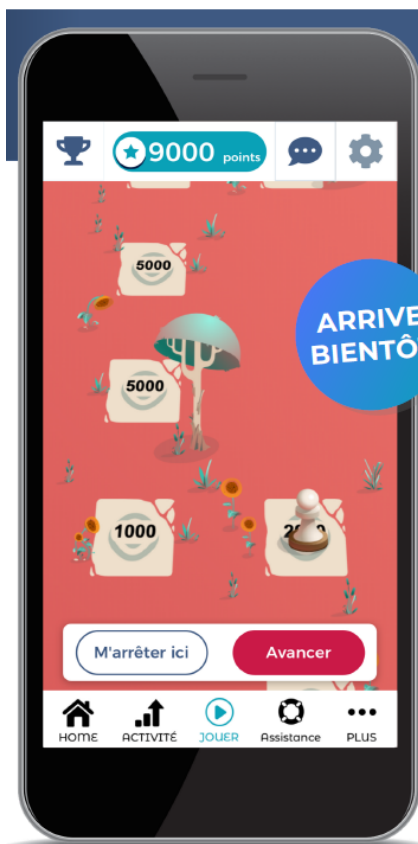 9000 points
5000
ARRIVE
BIENTÔ
5000
1000
M'arrêter ici
Avancer
HOME
ACTIVITÉ
JOUER
Assistance
PLUS